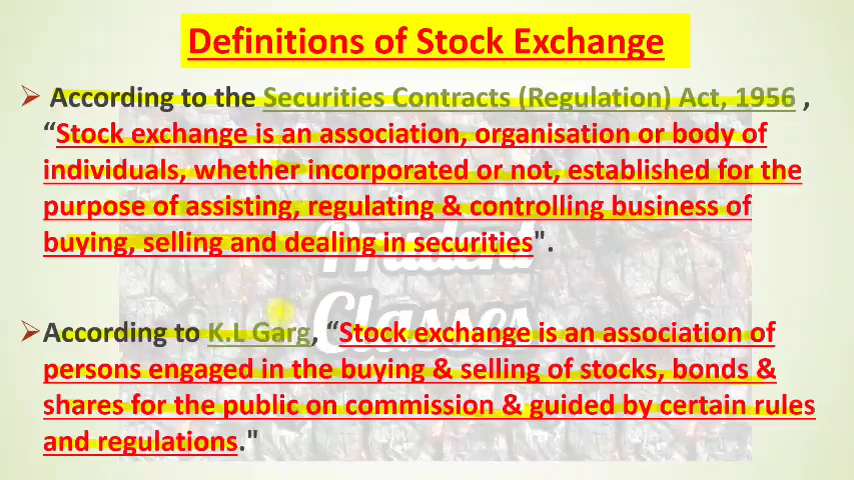 Definitions of Stock Exchange
According to the Securities Contracts (Regulation) Act, 1956 ,
“Stock exchange is an association, organisation or body of
individuals, whether incorporated or not, established for the
purpose of assisting, regulating & controlling business of
buying, selling and dealing in securities".
Prudent
Classes
According to K.L Garg, “Stock exchange is an association of
persons engaged in the buying & selling of stocks, bonds &
shares for the public on commission & guided by certain rules
and regulations."